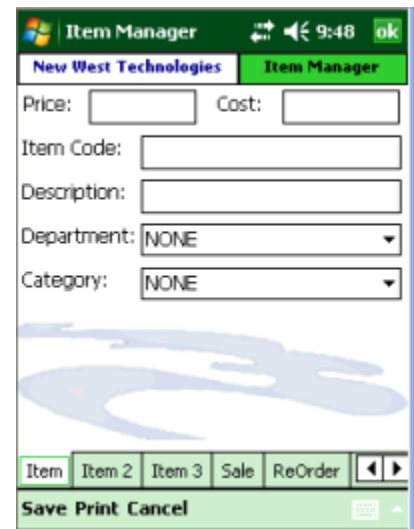 Item Manager 9:48 ok
New West Technologies Item Manager
Price: Cost:
Item Code:
Description:
Department: NONE
Category: NONE
Item Item 2 Item 3 Sale ReOrder
Save Print Cancel